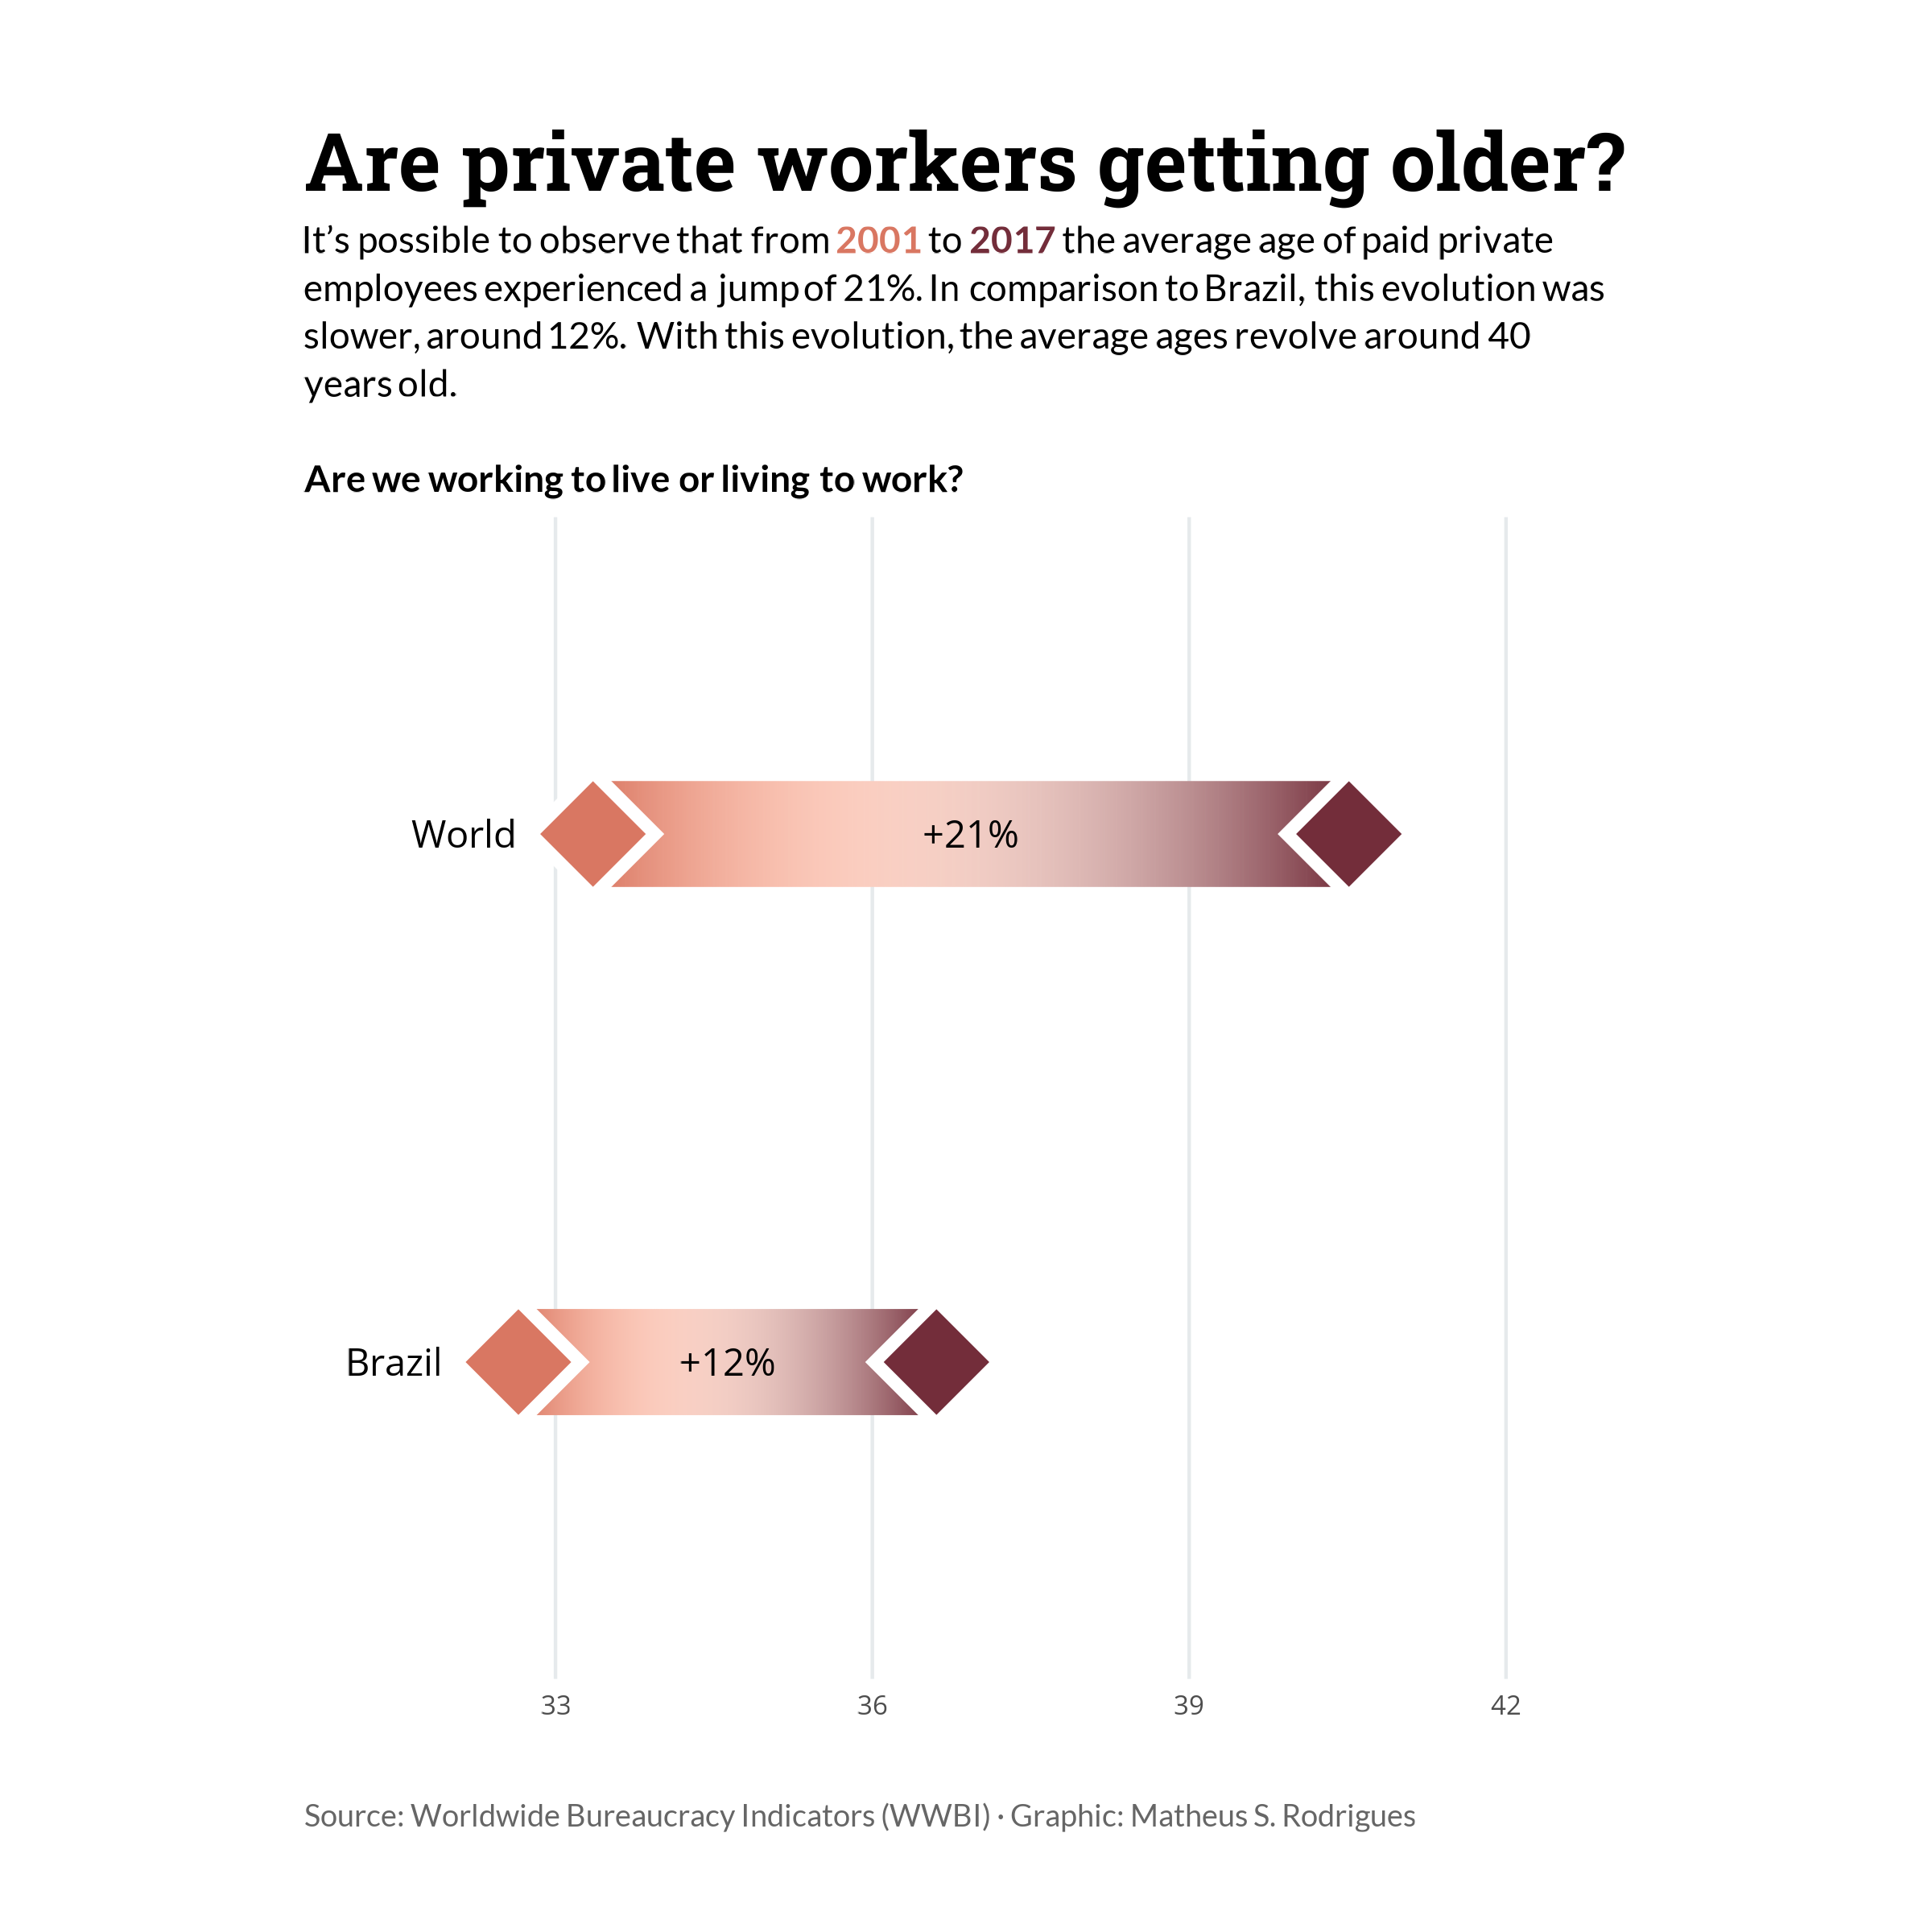 Are private workers getting older?
It’s possible to observe that from 2001 to 2017 the average age of paid private
employees experienced a jump of 21%. In comparison to Brazil, this evolution was
slower, around 12%. With this evolution, the average ages revolve around 40
years old.
Are we working to live or living to work?
World
+21%
Brazil
+12%
33 36 39 42
Source: Worldwide Bureaucracy Indicators (WWBI) · Graphic: Matheus S. Rodrigues